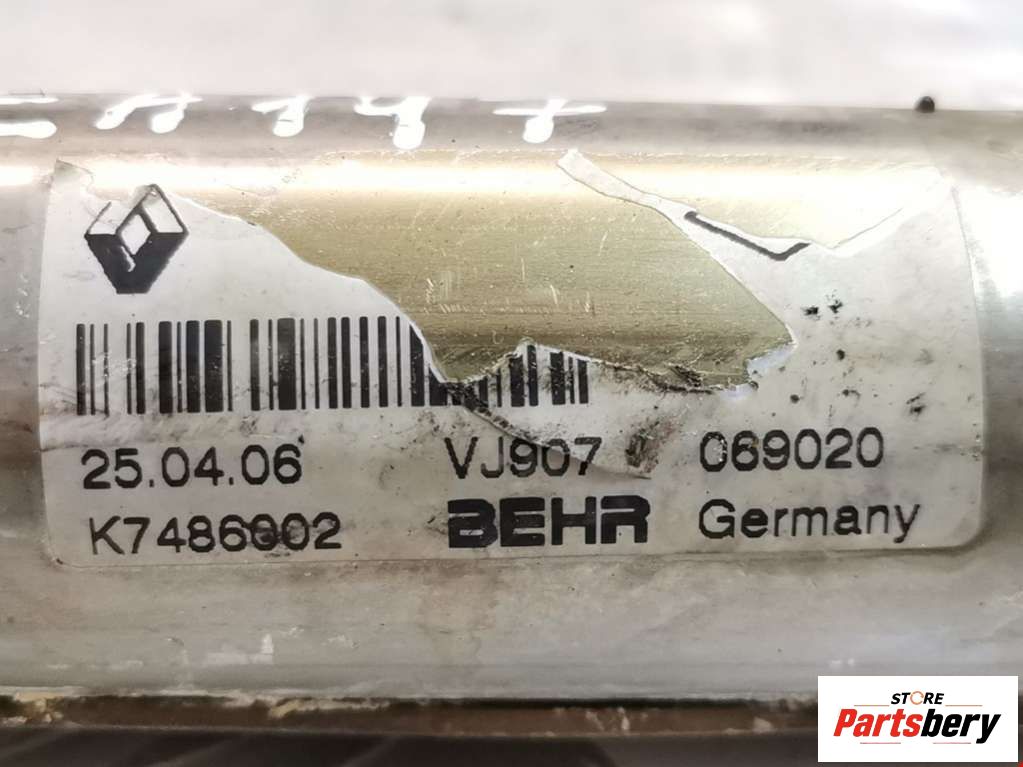 25.04.06 VJ907 069020
K7486002 BEHR Germany
STORE
Partsbery